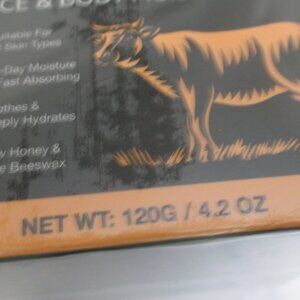 CE & BODY
uitable For
Skin Types
-Day Moisture
Fast Absorbing
othes &
eply Hydrates
y Honey &
e Beeswax
NET WT: 120G / 4.2 OZ